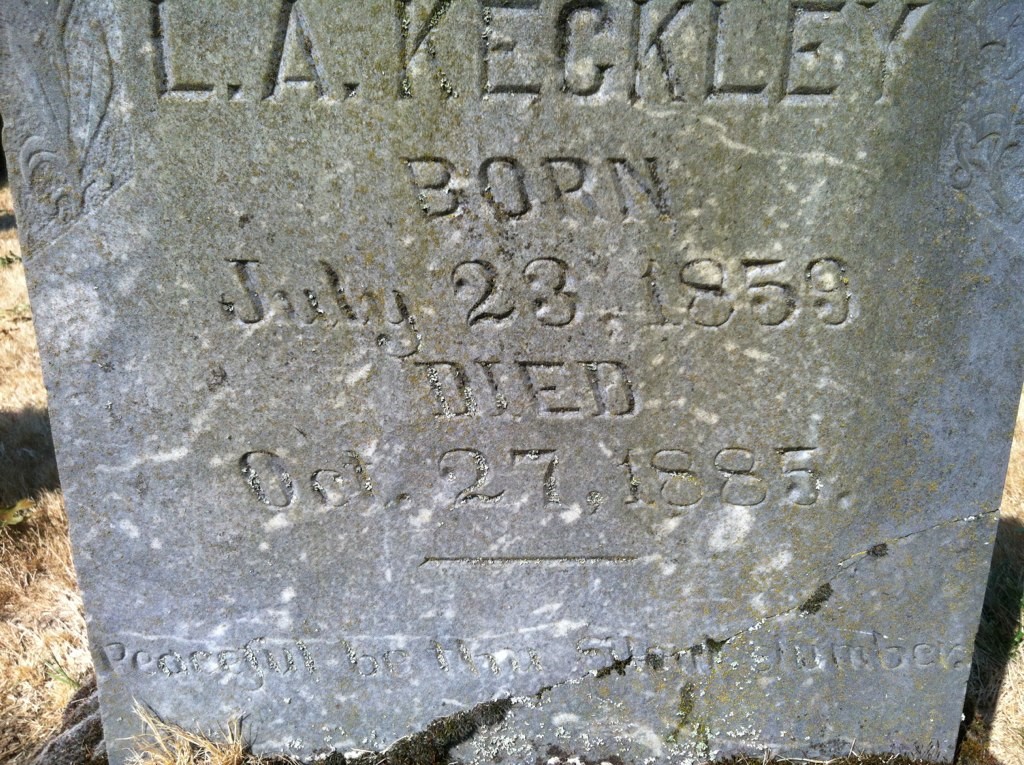 L.A. KECKLEY
BORN
July 23, 1859
DIED
Oct. 27, 1885.
Peaceful be thy silent slumber